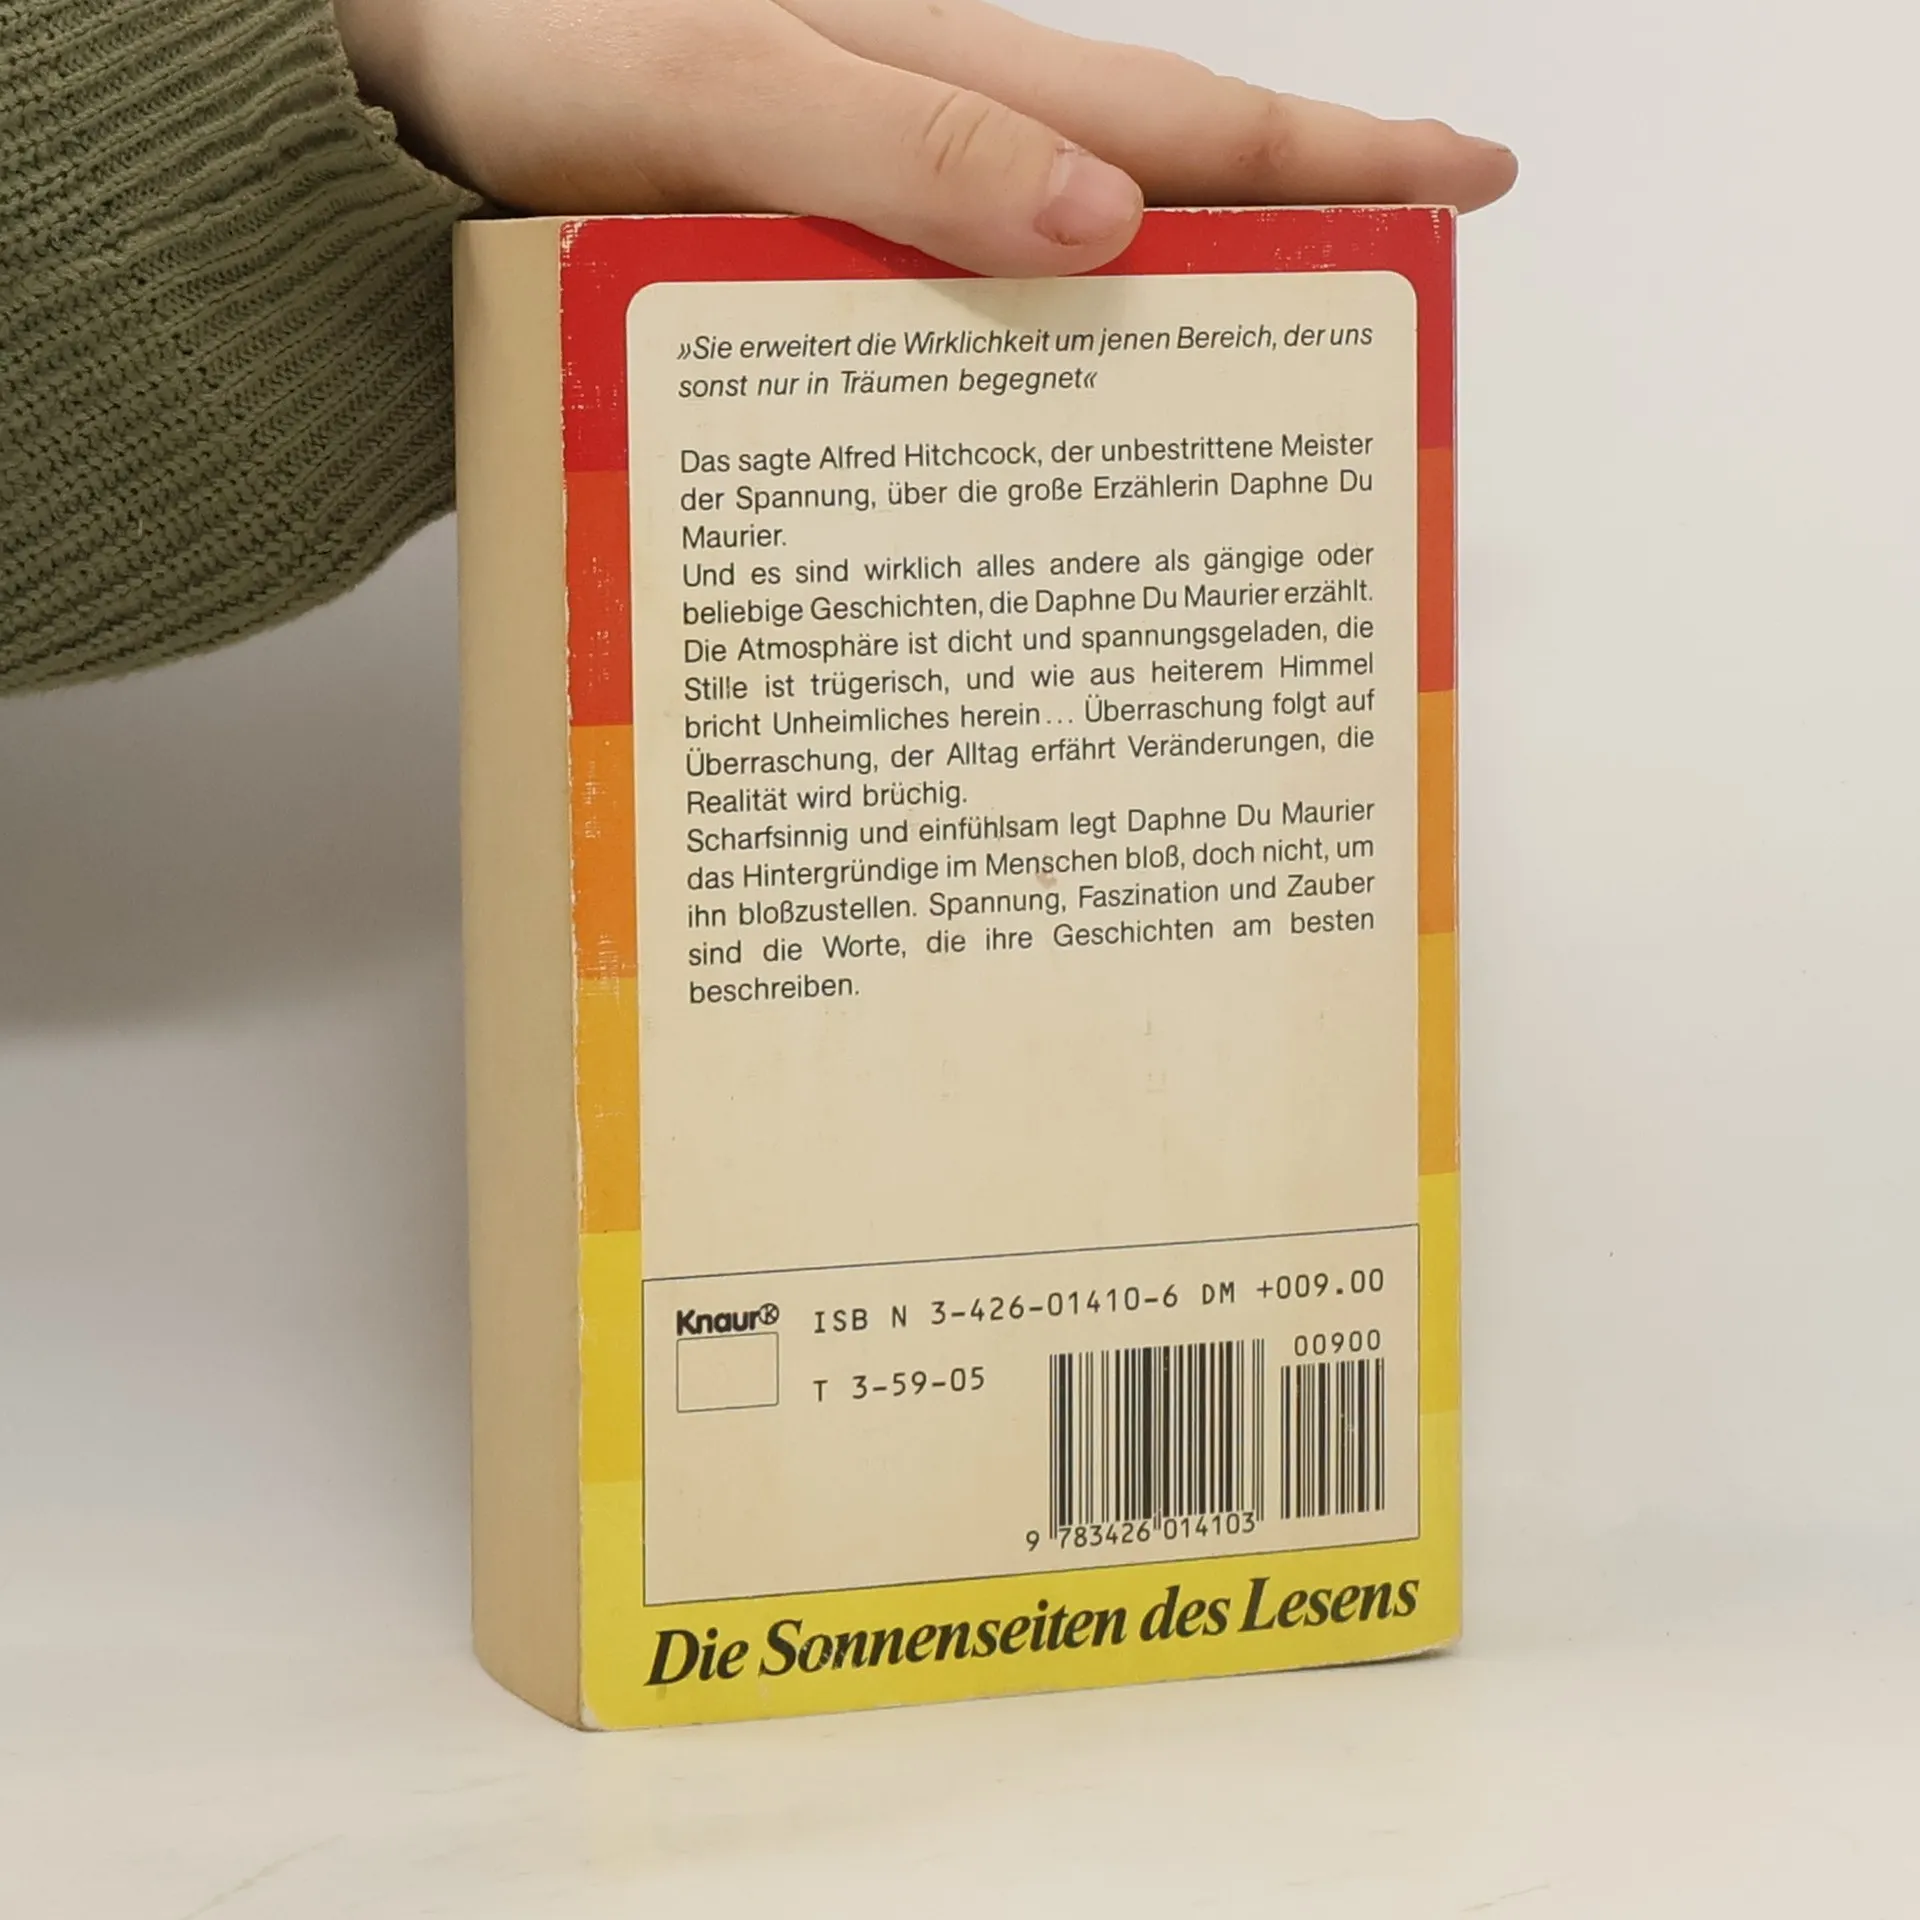 »Sie erweitert die Wirklichkeit um jenen Bereich, der uns
sonst nur in Träumen begegnet«
Das sagte Alfred Hitchcock, der unbestrittene Meister
der Spannung, über die große Erzählerin Daphne Du
Maurier.
Und es sind wirklich alles andere als gängige oder
beliebige Geschichten, die Daphne Du Maurier erzählt.
Die Atmosphäre ist dicht und spannungsgeladen, die
Stille ist trügerisch, und wie aus heiterem Himmel
bricht Unheimliches herein... Überraschung folgt auf
Überraschung, der Alltag erfährt Veränderungen, die
Realität wird brüchig.
Scharfsinnig und einfühlsam legt Daphne Du Maurier
das Hintergründige im Menschen bloß, doch nicht, um
ihn bloßzustellen. Spannung, Faszination und Zauber
sind die Worte, die ihre Geschichten am besten
beschreiben.
Knaur® ISB N 3-426-01410-6 DM +009.00
00900
T 3-59-05
9 783426 014103
Die Sonnenseiten des Lesens